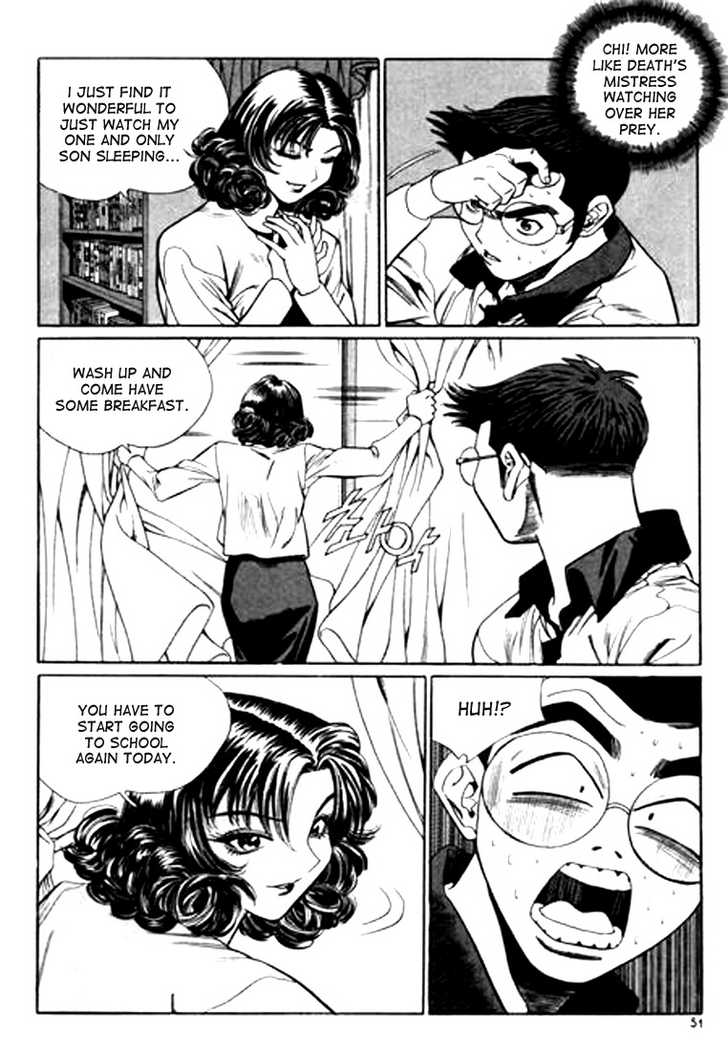 I JUST FIND IT
WONDERFUL TO
JUST WATCH MY
ONE AND ONLY
SON SLEEPING...
CHI! MORE
LIKE DEATH'S
MISTRESS
WATCHING
OVER HER
PREY.
WASH UP AND
COME HAVE
SOME BREAKFAST.
YOU HAVE TO
START GOING
TO SCHOOL
AGAIN TODAY.
HUH!?
51